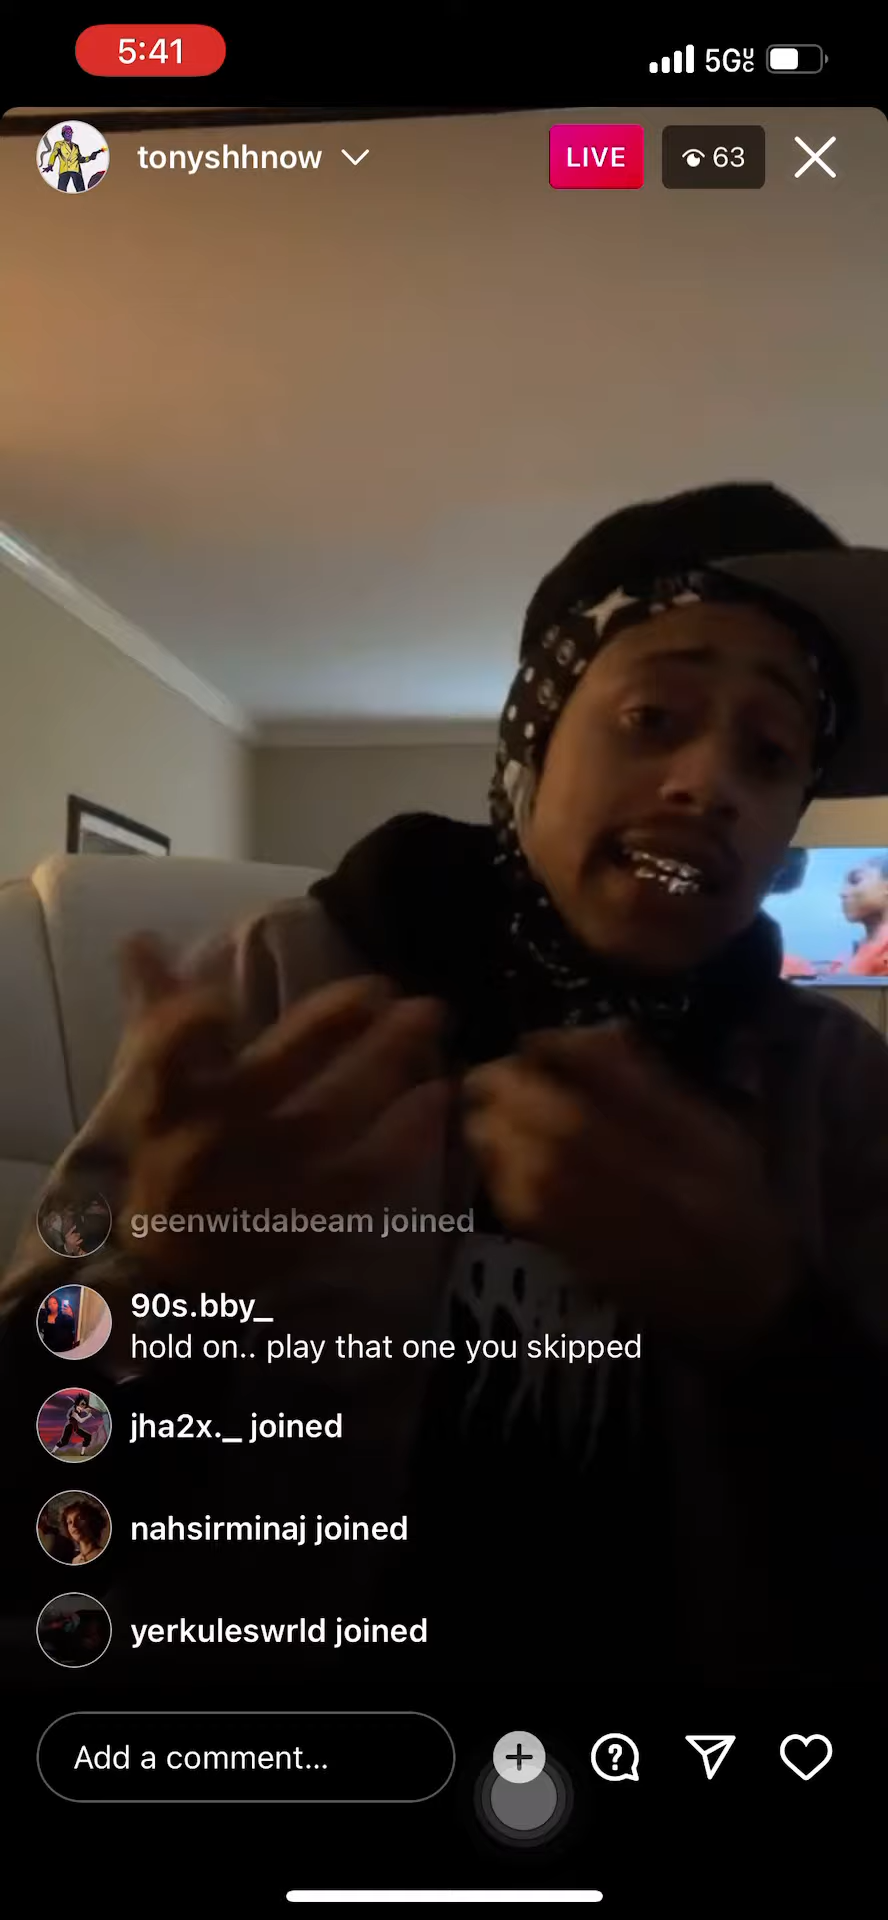 5:41
5GUC
tonyshhnow
LIVE
63
geenwitdabeam joined
90s.bby_
hold on.. play that one you skipped
jha2x._ joined
nahsirminaj joined
yerkuleswrld joined
Add a comment...